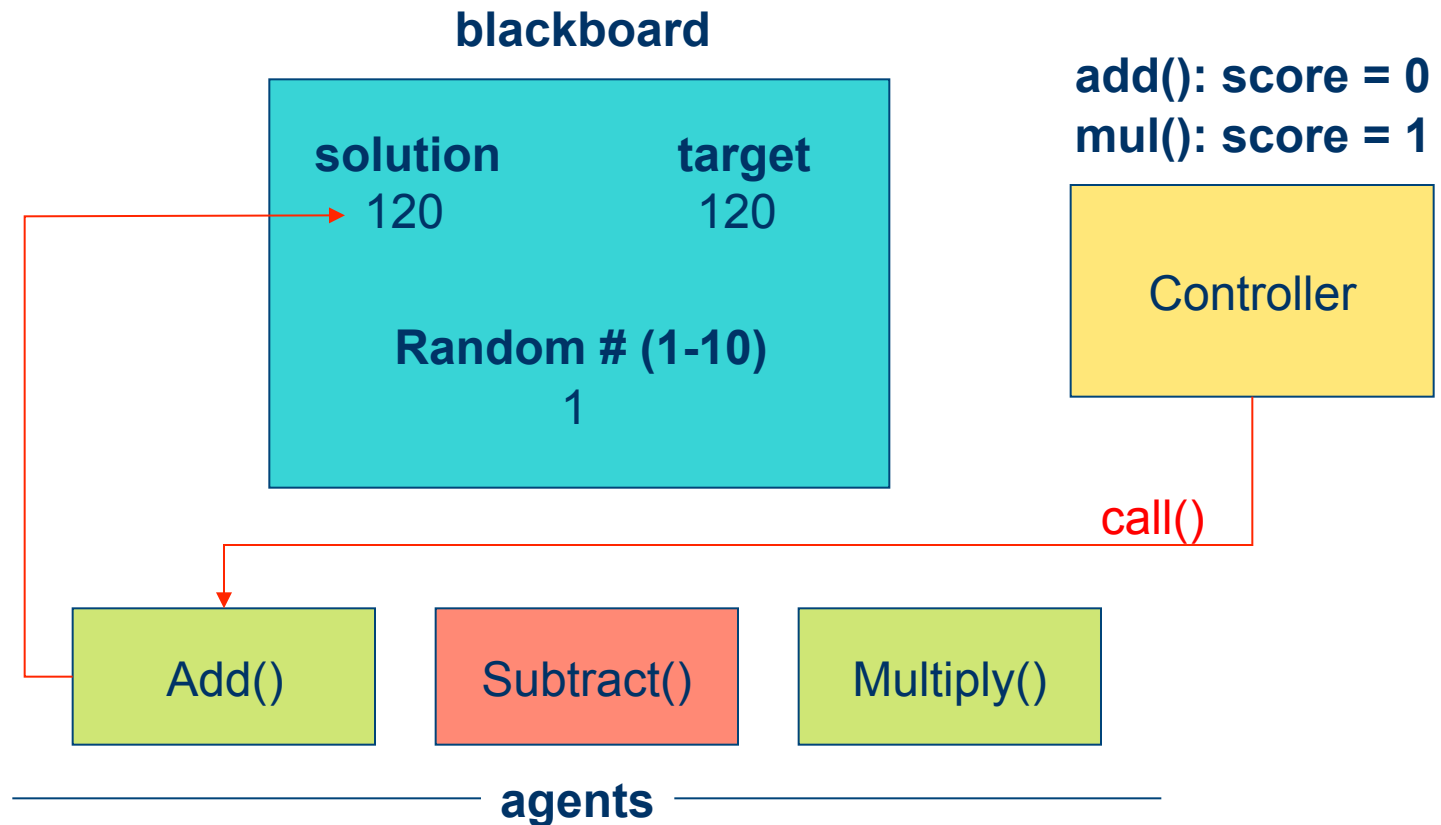 blackboard
add(): score = 0
mul(): score = 1
solution target
120 120
Random # (1-10)
1
Controller
call()
Add() Subtract() Multiply()
agents